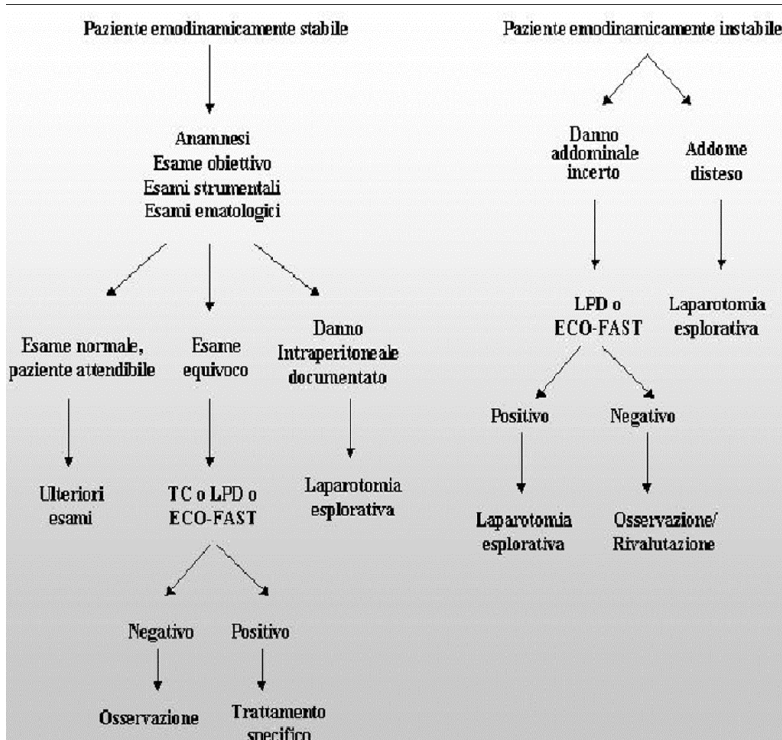 Paziente emodinamicamente stabile
Anamnesi
Esame obiettivo
Esami strumentali
Esami ematologici
Esame normale,
paziente attendibile
Esame
equivoco
Danno
Intraperitoneale
documentato
Ulteriori
esami
TC o LPD o
ECO-FAST
Laparotomia
esplorativa
Negativo
Positivo
Osservazione
Trattamento
specifico
Paziente emodinamicamente instabile
Danno
addominale
incerto
Addome
disteso
LPD o
ECO-FAST
Laparotomia
esplorativa
Positivo
Negativo
Laparotomia
esplorativa
Osservazione/
Rivalutazione